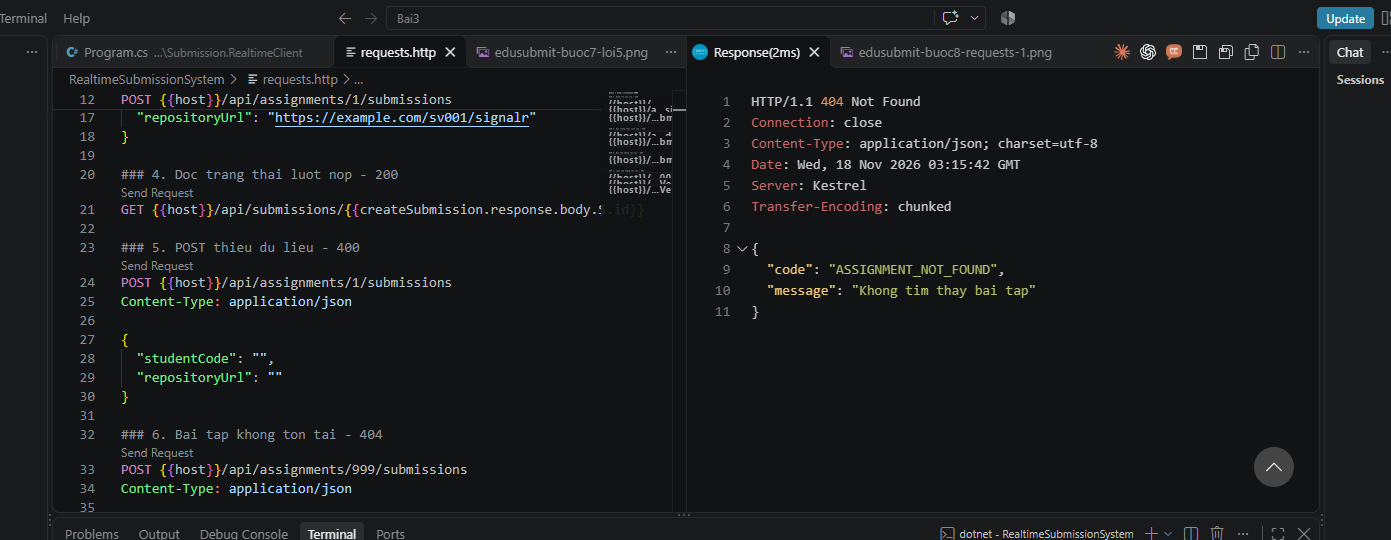 Terminal Help
Bai3
Update
Program.cs ...\Submission.RealtimeClient
requests.http
edusubmit-buoc7-loi5.png
Response(2ms)
edusubmit-buoc8-requests-1.png
Chat
RealtimeSubmissionSystem > requests.http > ...
Sessions
12 POST {{host}}/api/assignments/1/submissions
17 "repositoryUrl": "https://example.com/sv001/signalr"
18 }
19
20 ### 4. Doc trang thai luot nop - 200
Send Request
21 GET {{host}}/api/submissions/{{createSubmission.response.body.$.id}}
22
23 ### 5. POST thieu du lieu - 400
Send Request
24 POST {{host}}/api/assignments/1/submissions
25 Content-Type: application/json
26
27 {
28 "studentCode": "",
29 "repositoryUrl": ""
30 }
31
32 ### 6. Bai tap khong ton tai - 404
Send Request
33 POST {{host}}/api/assignments/999/submissions
34 Content-Type: application/json
35
1 HTTP/1.1 404 Not Found
2 Connection: close
3 Content-Type: application/json; charset=utf-8
4 Date: Wed, 18 Nov 2026 03:15:42 GMT
5 Server: Kestrel
6 Transfer-Encoding: chunked
7
8 {
9 "code": "ASSIGNMENT_NOT_FOUND",
10 "message": "Khong tim thay bai tap"
11 }
Problems Output Debug Console Terminal Ports
dotnet - RealtimeSubmissionSystem